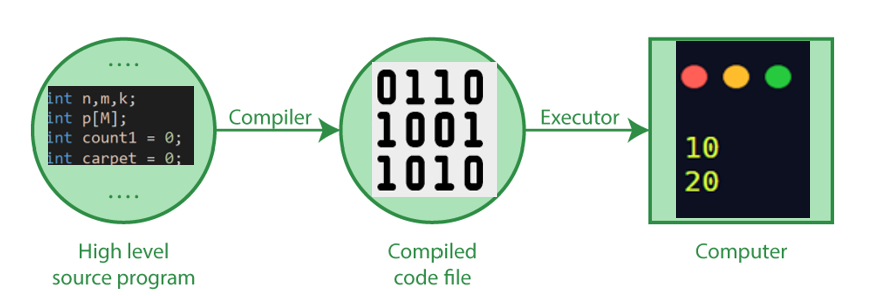 ....
int n,m,k;
int p[M];
int count1 = 0;
int carpet = 0;
....
High level
source program
Compiler
0110
1001
1010
Compiled
code file
Executor
10
20
Computer